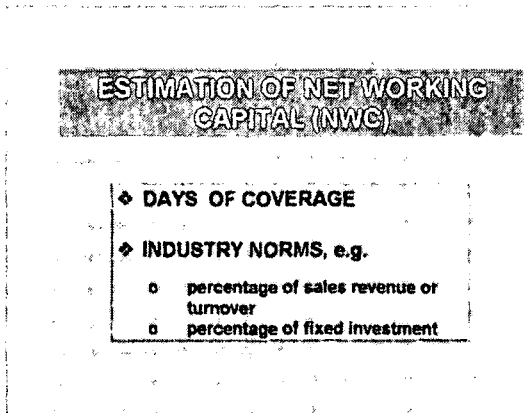 ESTIMATION OF NET WORKING
CAPITAL (NWC)
❖ DAYS OF COVERAGE
❖ INDUSTRY NORMS, e.g.
o percentage of sales revenue or
turnover
o percentage of fixed investment